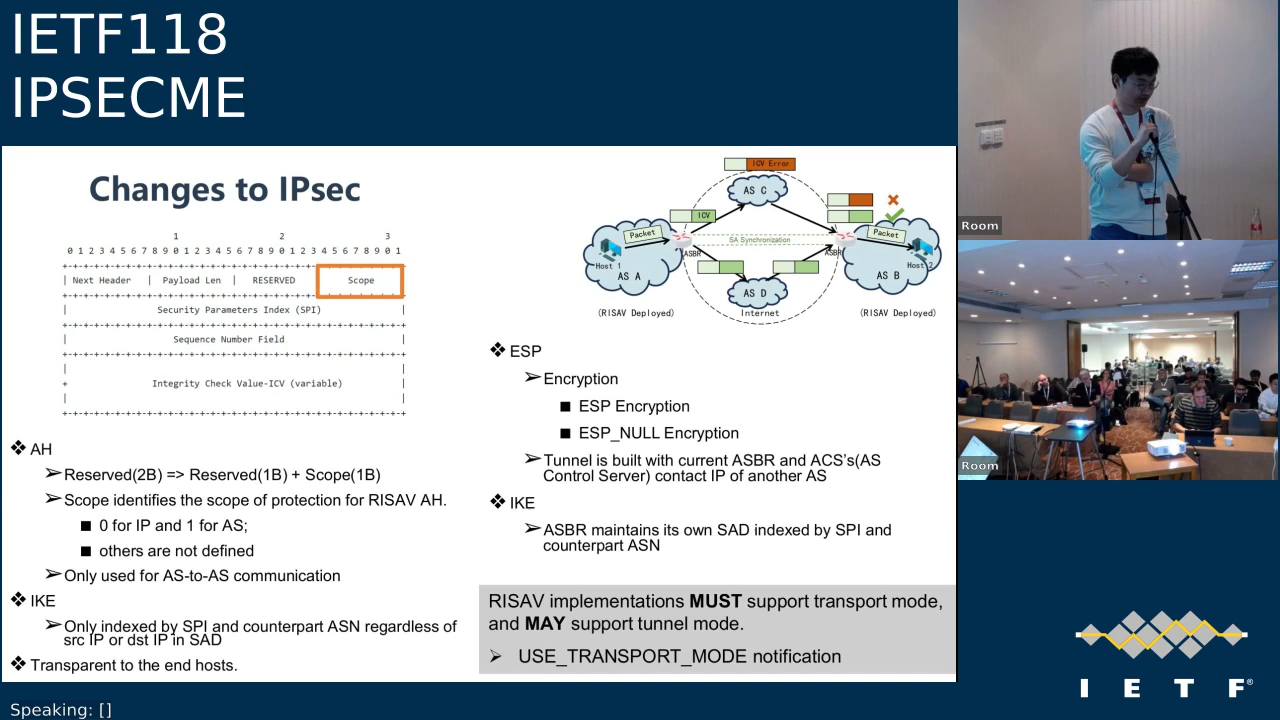 IETF118
IPSECME
Changes to IPsec
1 2 3
0 1 2 3 4 5 6 7 8 9 0 1 2 3 4 5 6 7 8 9 0 1 2 3 4 5 6 7 8 9 0 1
Next Header | Payload Len | RESERVED | Scope
Security Parameters Index (SPI)
Sequence Number Field
Integrity Check Value-ICV (variable)
❖ AH
➢ Reserved(2B) => Reserved(1B) + Scope(1B)
➢ Scope identifies the scope of protection for RISAV AH.
■ 0 for IP and 1 for AS;
■ others are not defined
➢ Only used for AS-to-AS communication
❖ IKE
➢ Only indexed by SPI and counterpart ASN regardless of
src IP or dst IP in SAD
❖ Transparent to the end hosts.
ICV Error
AS C
ICV
Packet
SA Synchronization
Packet
Host 1
ASBR
ASBR
Host 2
AS A
AS B
AS D
(RISAV Deployed)
Internet
(RISAV Deployed)
❖ ESP
➢ Encryption
■ ESP Encryption
■ ESP_NULL Encryption
➢ Tunnel is built with current ASBR and ACS's(AS
Control Server) contact IP of another AS
❖ IKE
➢ ASBR maintains its own SAD indexed by SPI and
counterpart ASN
RISAV implementations MUST support transport mode,
and MAY support tunnel mode.
➢ USE_TRANSPORT_MODE notification
Room
Room
I E T F®
Speaking: []